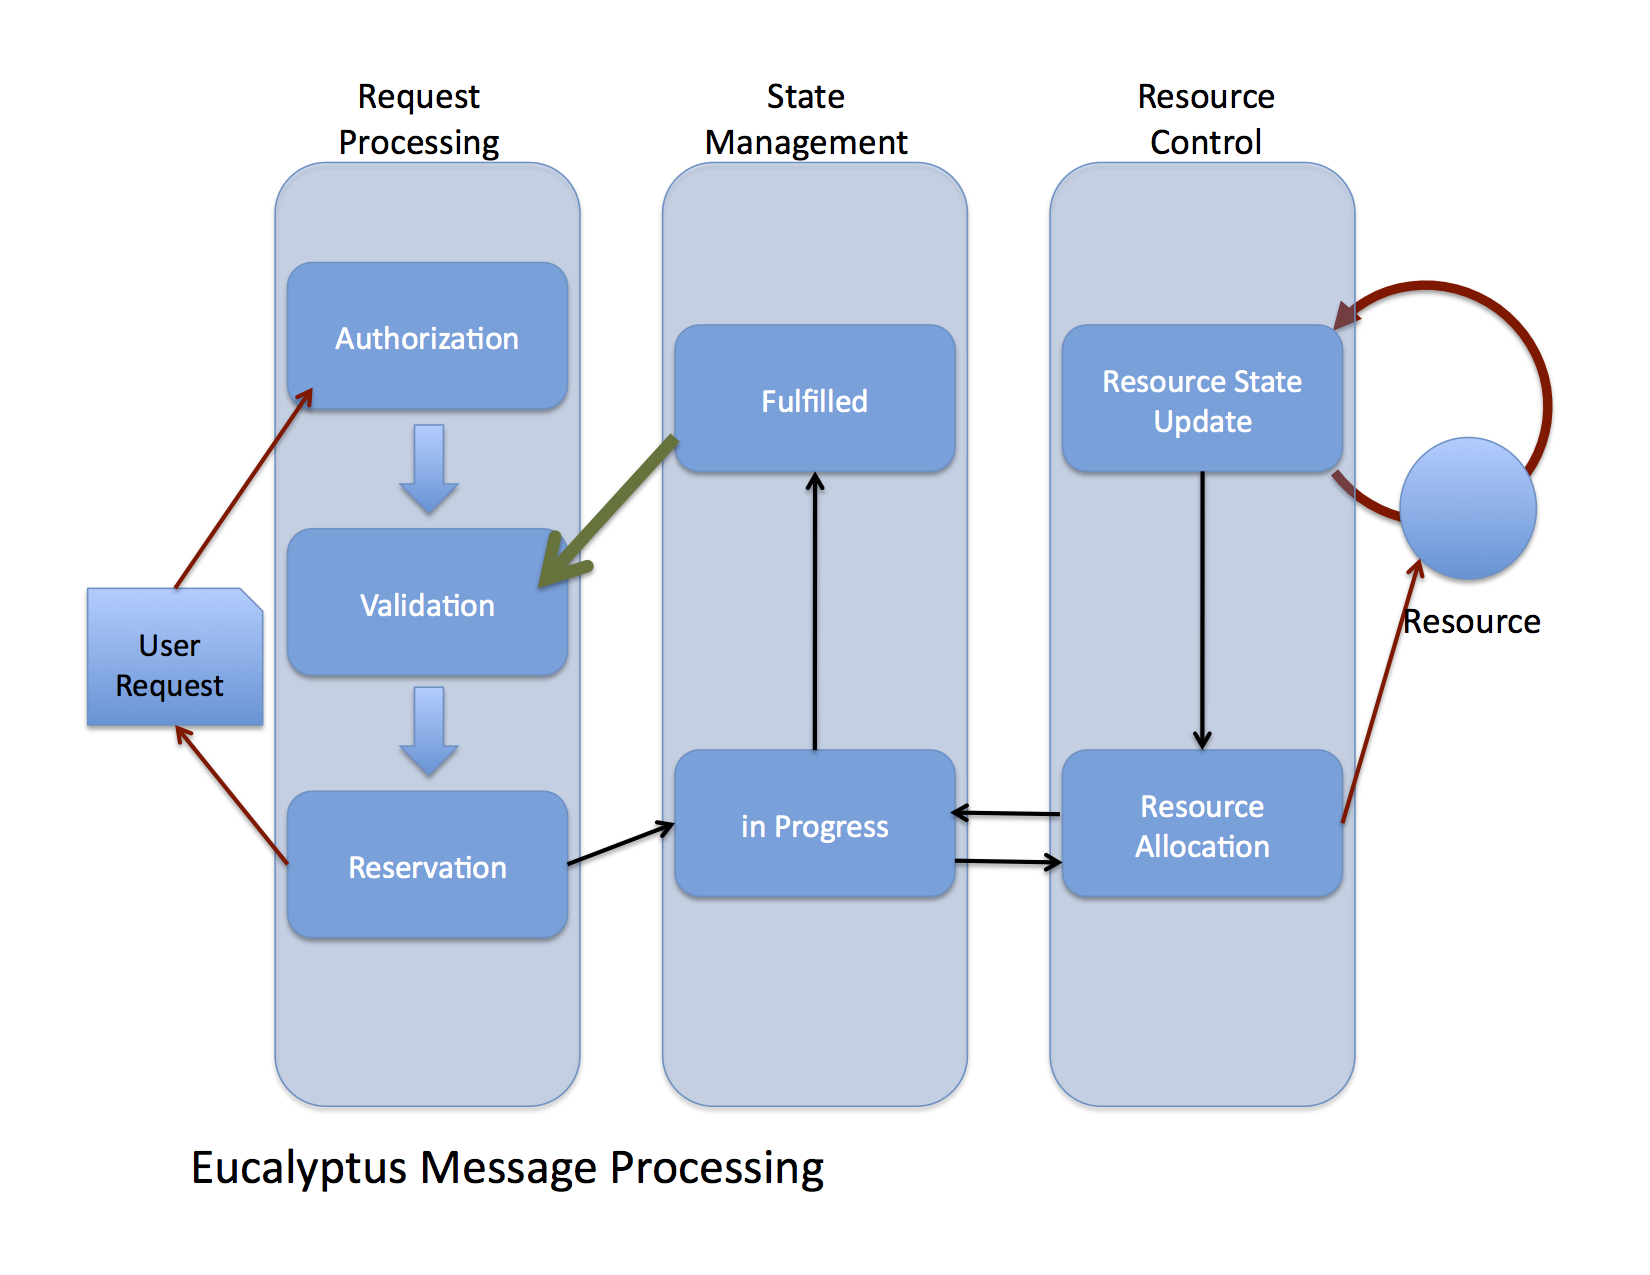 Request
Processing
State
Management
Resource
Control
Authorization
Fulfilled
Resource State
Update
Validation
User
Request
Resource
Reservation
in Progress
Resource
Allocation
Eucalyptus Message Processing